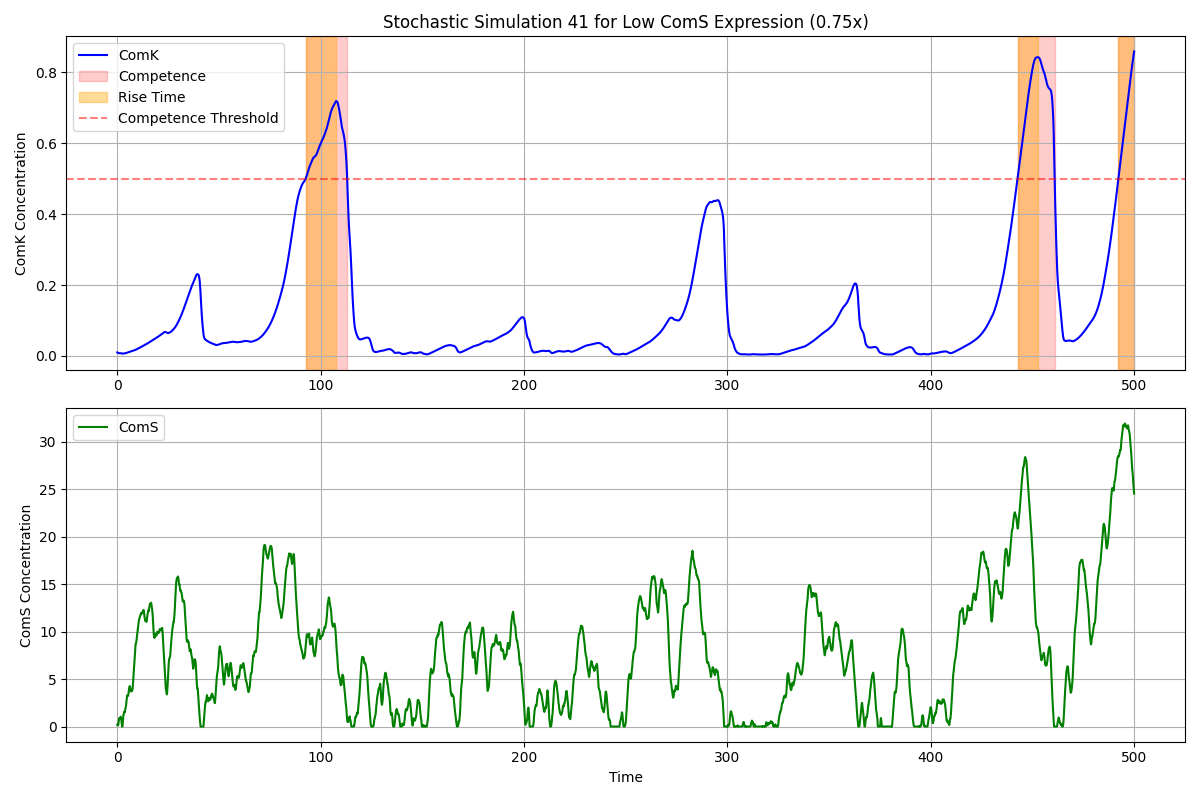 Stochastic Simulation 41 for Low ComS Expression (0.75x)
ComK
Competence
Rise Time
Competence Threshold
ComK Concentration
0.8
0.6
0.4
0.2
0.0
0 100 200 300 400 500
ComS
ComS Concentration
30
25
20
15
10
5
0
0 100 200 300 400 500
Time